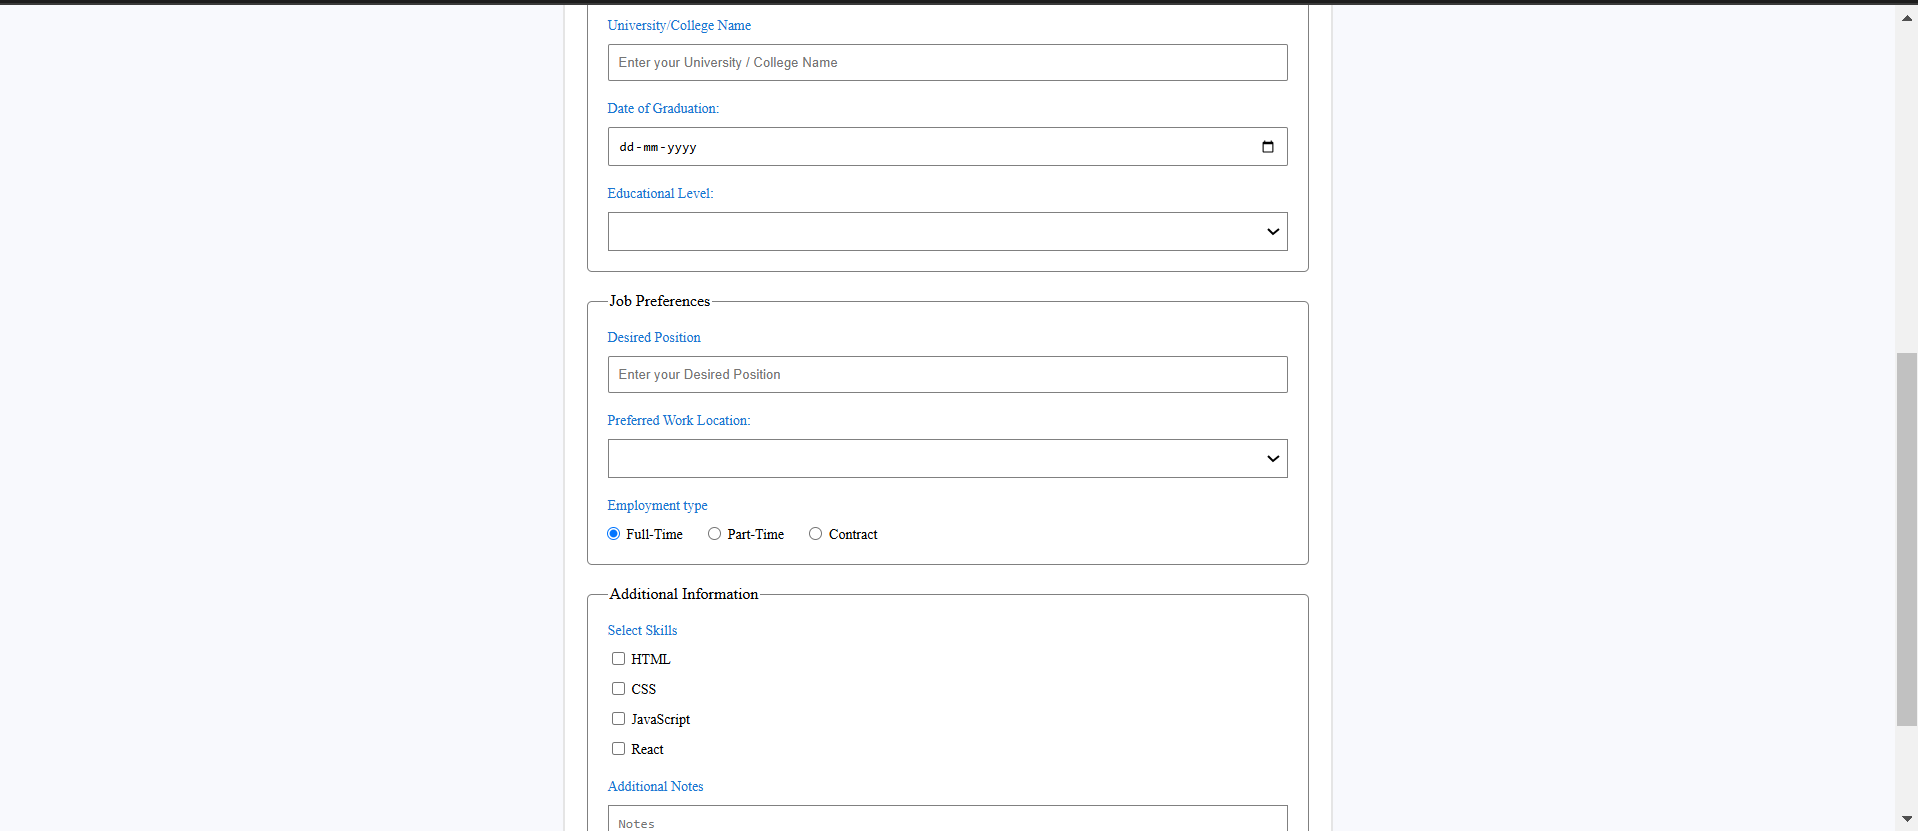 University/College Name
Enter your University / College Name
Date of Graduation:
dd-mm-yyyy
Educational Level:
Job Preferences
Desired Position
Enter your Desired Position
Preferred Work Location:
Employment type
Full-Time Part-Time Contract
Additional Information
Select Skills
HTML
CSS
JavaScript
React
Additional Notes
Notes